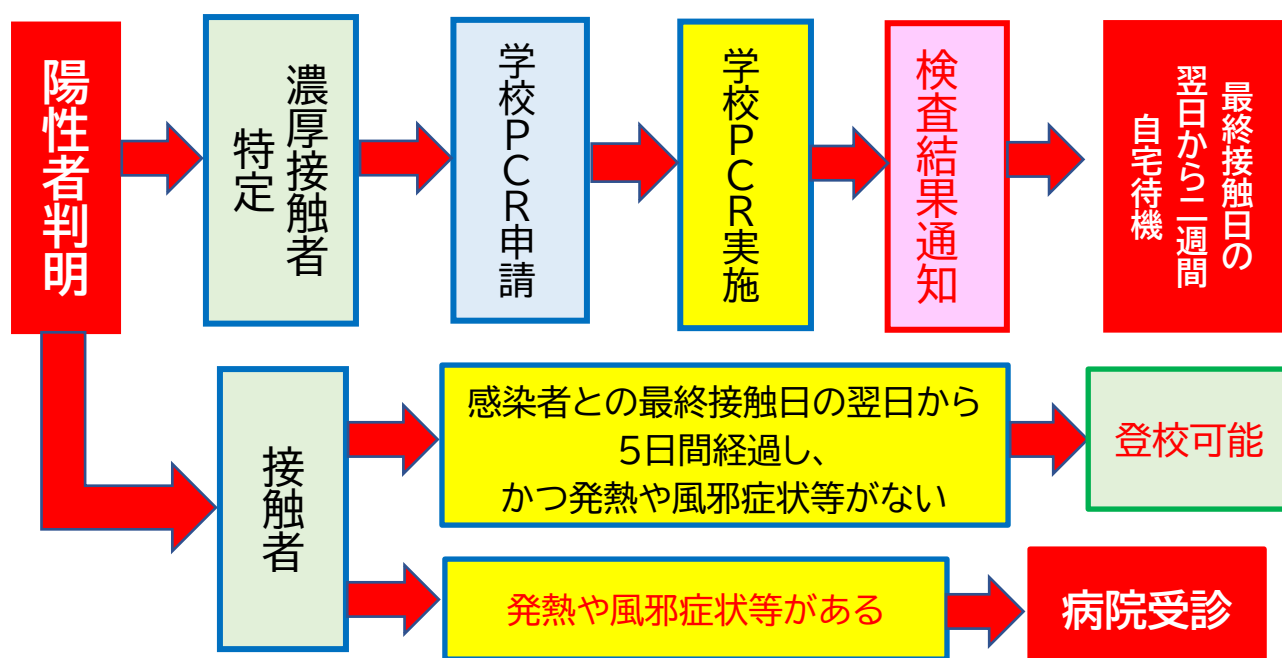 陽性者判明
濃厚接触者
特定
学校ＰＣＲ申請
学校ＰＣＲ実施
検査結果通知
最終接触日の
翌日から二週間
自宅待機
接触者
感染者との最終接触日の翌日から
５日間経過し、
かつ発熱や風邪症状等がない
登校可能
発熱や風邪症状等がある
病院受診